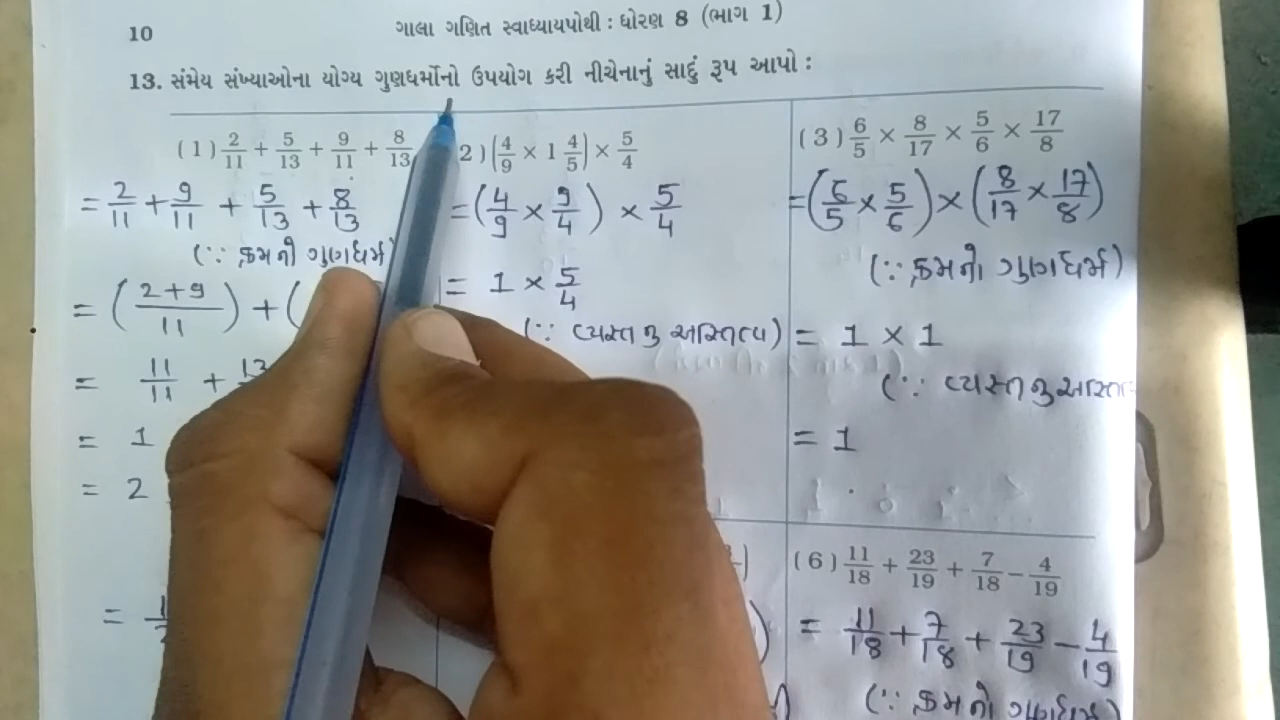 10
ગાલા ગણિત સ્વાધ્યાયપોથી : ધોરણ 8 (ભાગ 1)
13. સંમેય સંખ્યાઓના યોગ્ય ગુણધર્મોનો ઉપયોગ કરી નીચેનાનું સાદું રૂપ આપો :
(1) 2/11 + 5/13 + 9/11 + 8/13
= 2/11 + 9/11 + 5/13 + 8/13
(∵ ક્રમનો ગુણધર્મ)
= (2+9/11) + (
= 11/11 + 13
= 1
= 2
2) (4/9 × 1 4/5) × 5/4
= (4/9 × 9/4) × 5/4
= 1 × 5/4
(∵ વ્યસ્તનુ અસ્તિત્વ)
(3) 6/5 × 8/17 × 5/6 × 17/8
= (6/5 × 5/6) × (8/17 × 17/8)
(∵ ક્રમનો ગુણધર્મ)
= 1 × 1
(∵ વ્યસ્તનુ
= 1
=
(6) 11/18 + 23/19 + 7/18 − 4/19
= 11/18 + 7/18 + 23/19 − 4/19
(∵ ક્રમનો ગુણધર્મ)